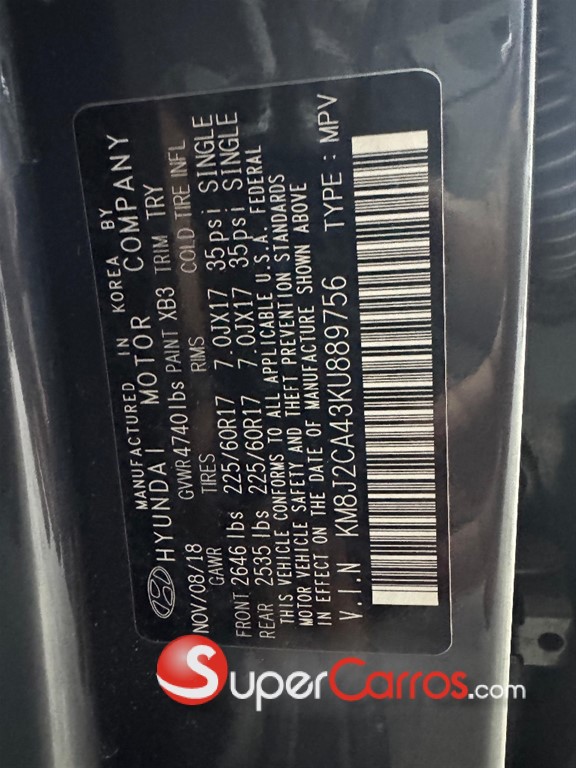 MANUFACTURED IN KOREA BY
HYUNDAI MOTOR COMPANY
NOV/08/18 GVWR4740lbs PAINT XB3 TRIM TRY
GAWR TIRES RIMS COLD TIRE INFL
FRONT 2646 lbs 225/60R17 7.0JX17 35psi SINGLE
REAR 2535 lbs 225/60R17 7.0JX17 35psi SINGLE
THIS VEHICLE CONFORMS TO ALL APPLICABLE U.S.A. FEDERAL
MOTOR VEHICLE SAFETY AND THEFT PREVENTION STANDARDS
IN EFFECT ON THE DATE OF MANUFACTURE SHOWN ABOVE
V.I.N KM8J2CA43KU889756 TYPE : MPV
SuperCarros.com